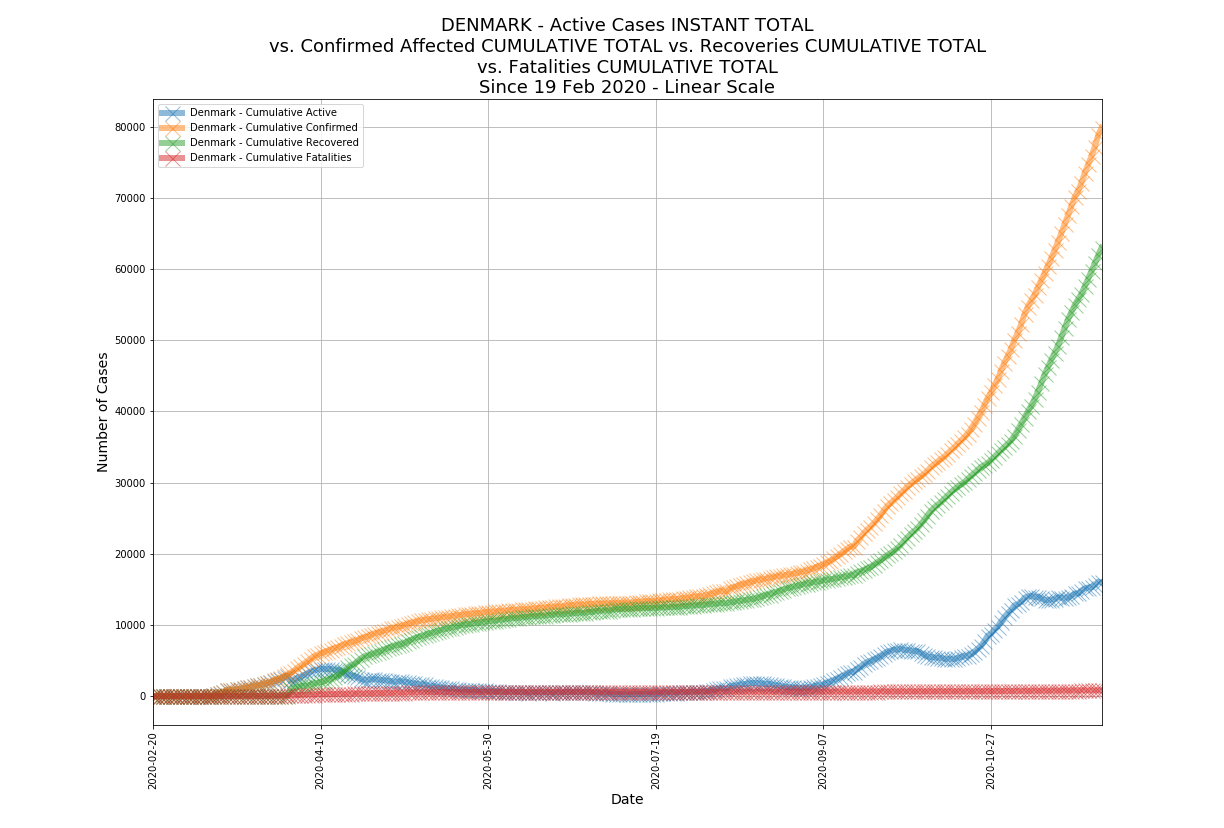 DENMARK - Active Cases INSTANT TOTAL
vs. Confirmed Affected CUMULATIVE TOTAL vs. Recoveries CUMULATIVE TOTAL
vs. Fatalities CUMULATIVE TOTAL
Since 19 Feb 2020 - Linear Scale
Denmark - Cumulative Active
Denmark - Cumulative Confirmed
Denmark - Cumulative Recovered
Denmark - Cumulative Fatalities
80000
70000
60000
50000
40000
30000
20000
10000
0
Number of Cases
2020-02-20
2020-04-10
2020-05-30
2020-07-19
2020-09-07
2020-10-27
Date